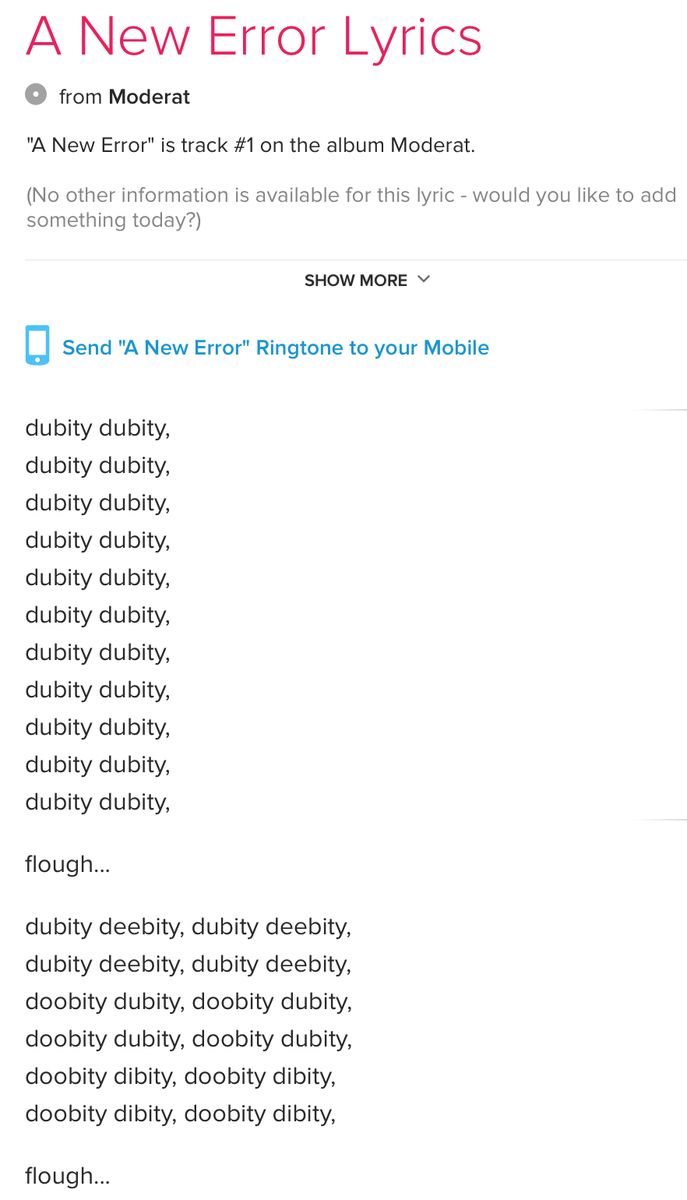 A New Error Lyrics
from Moderat
"A New Error" is track #1 on the album Moderat.
(No other information is available for this lyric - would you like to add
something today?)
SHOW MORE
Send "A New Error" Ringtone to your Mobile
dubity dubity,
dubity dubity,
dubity dubity,
dubity dubity,
dubity dubity,
dubity dubity,
dubity dubity,
dubity dubity,
dubity dubity,
dubity dubity,
dubity dubity,
flough...
dubity deebity, dubity deebity,
dubity deebity, dubity deebity,
doobity dubity, doobity dubity,
doobity dubity, doobity dubity,
doobity dibity, doobity dibity,
doobity dibity, doobity dibity,
flough...